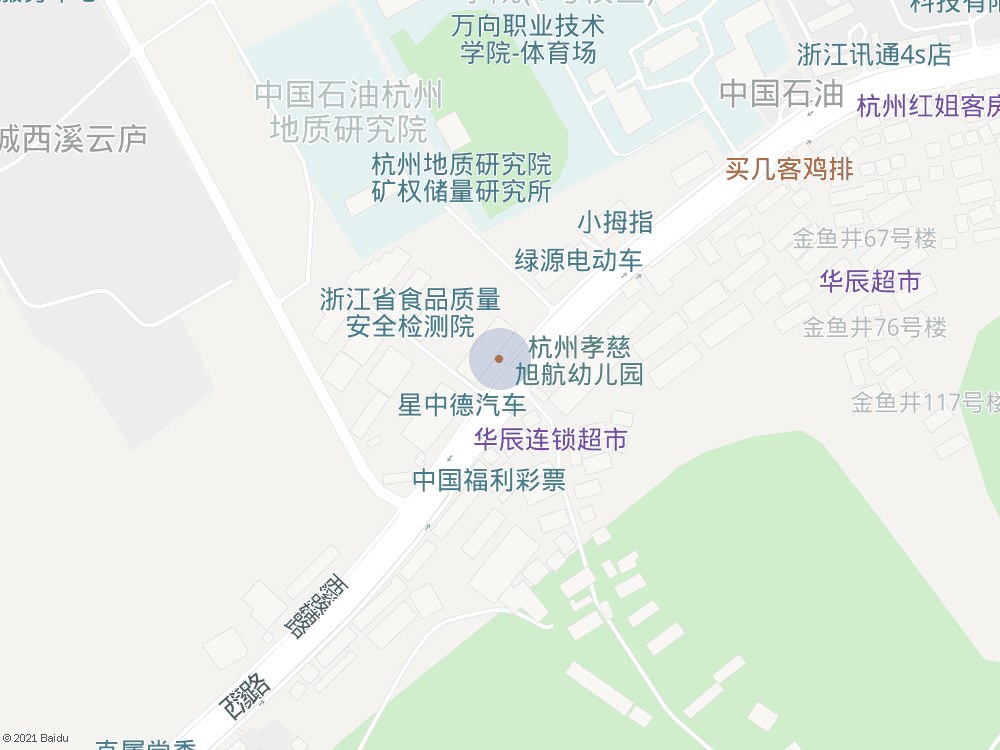 万向职业技术
学院-体育场
浙江讯通4s店
中国石油杭州
地质研究院
中国石油
杭州红姐客房
城西溪云庐
杭州地质研究院
矿权储量研究所
买几客鸡排
小拇指
金鱼井67号楼
绿源电动车
华辰超市
浙江省食品质量
安全检测院
金鱼井76号楼
杭州孝慈
旭航幼儿园
星中德汽车
金鱼井117号楼
华辰连锁超市
中国福利彩票
西溪路
© 2021 Baidu